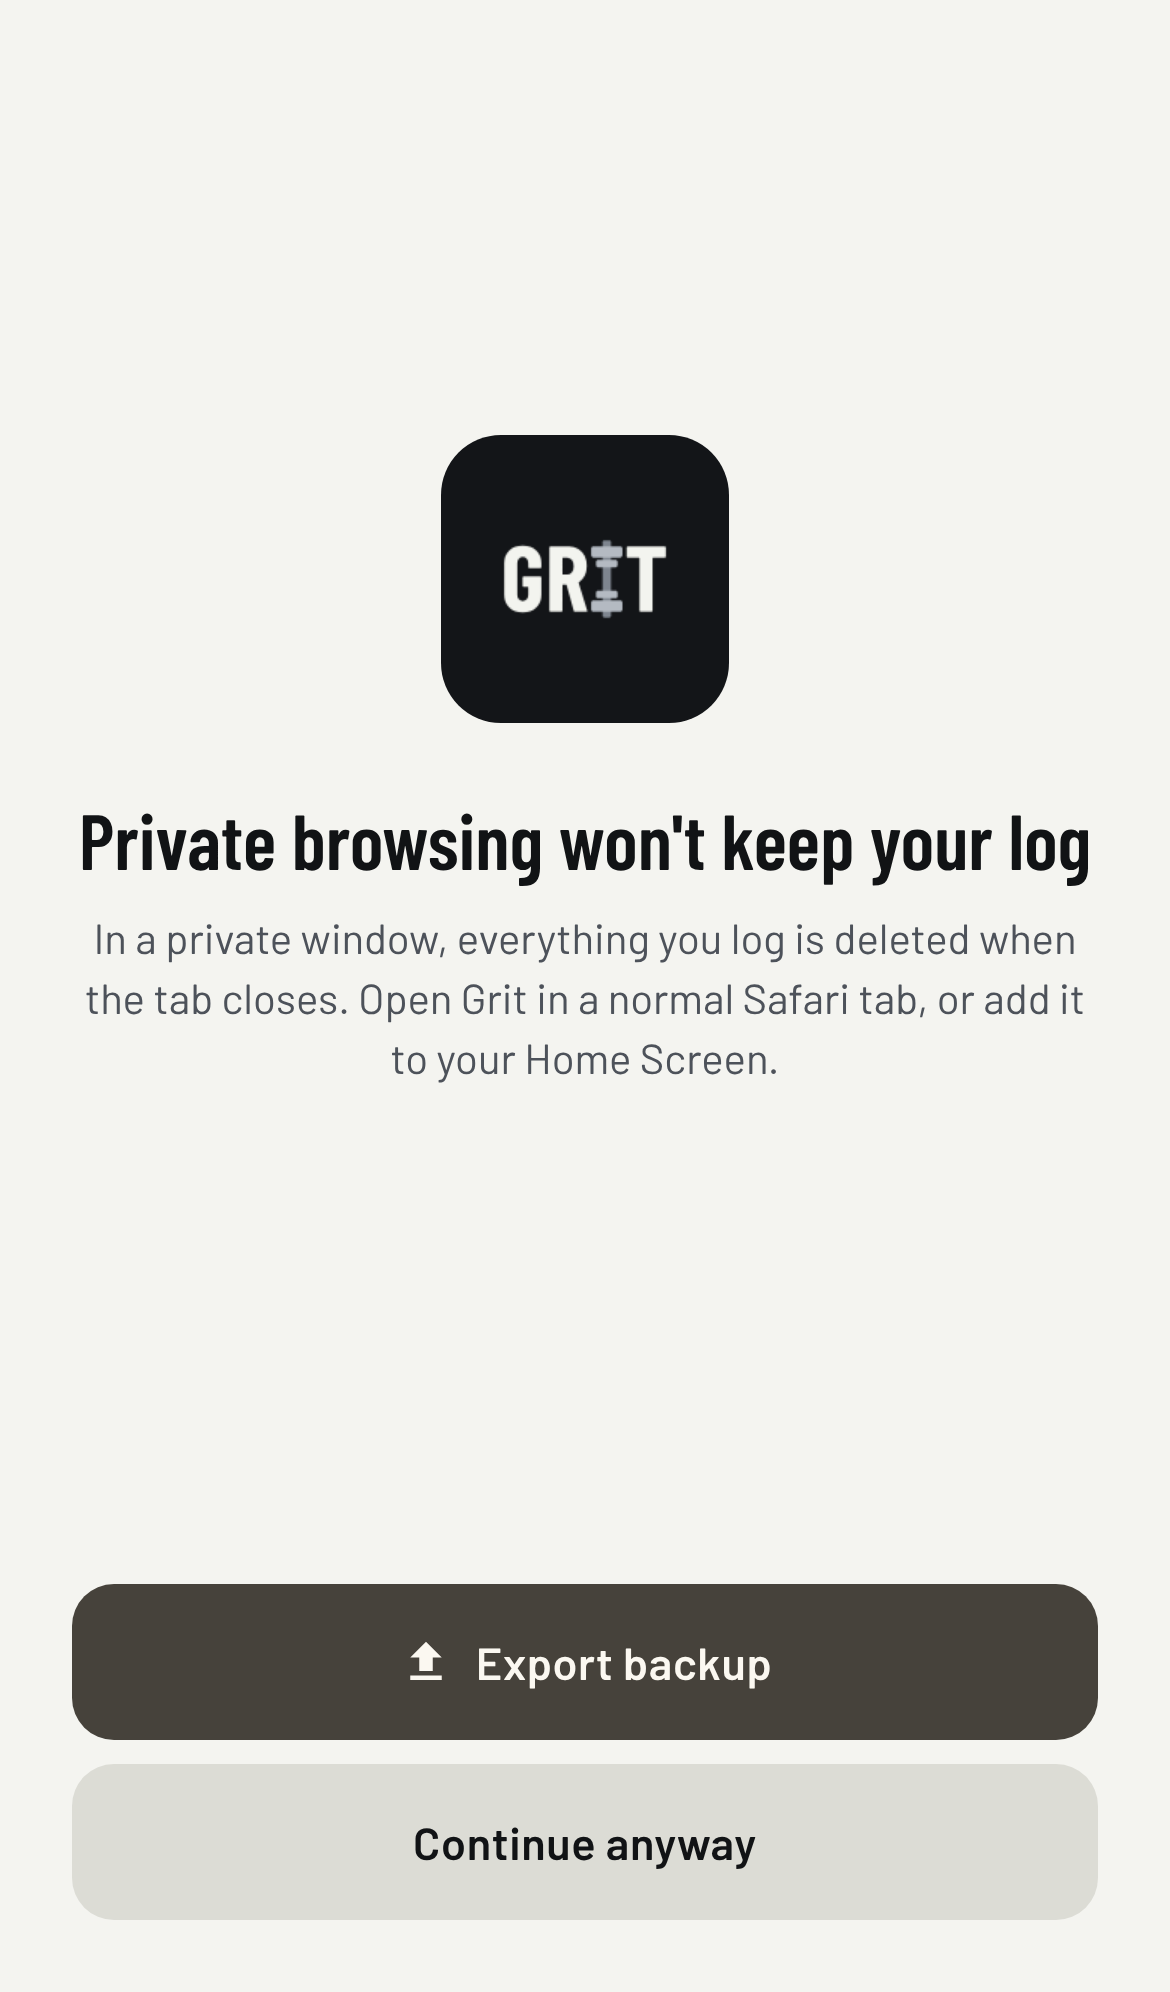 GRIT
Private browsing won't keep your log
In a private window, everything you log is deleted when
the tab closes. Open Grit in a normal Safari tab, or add it
to your Home Screen.
Export backup
Continue anyway